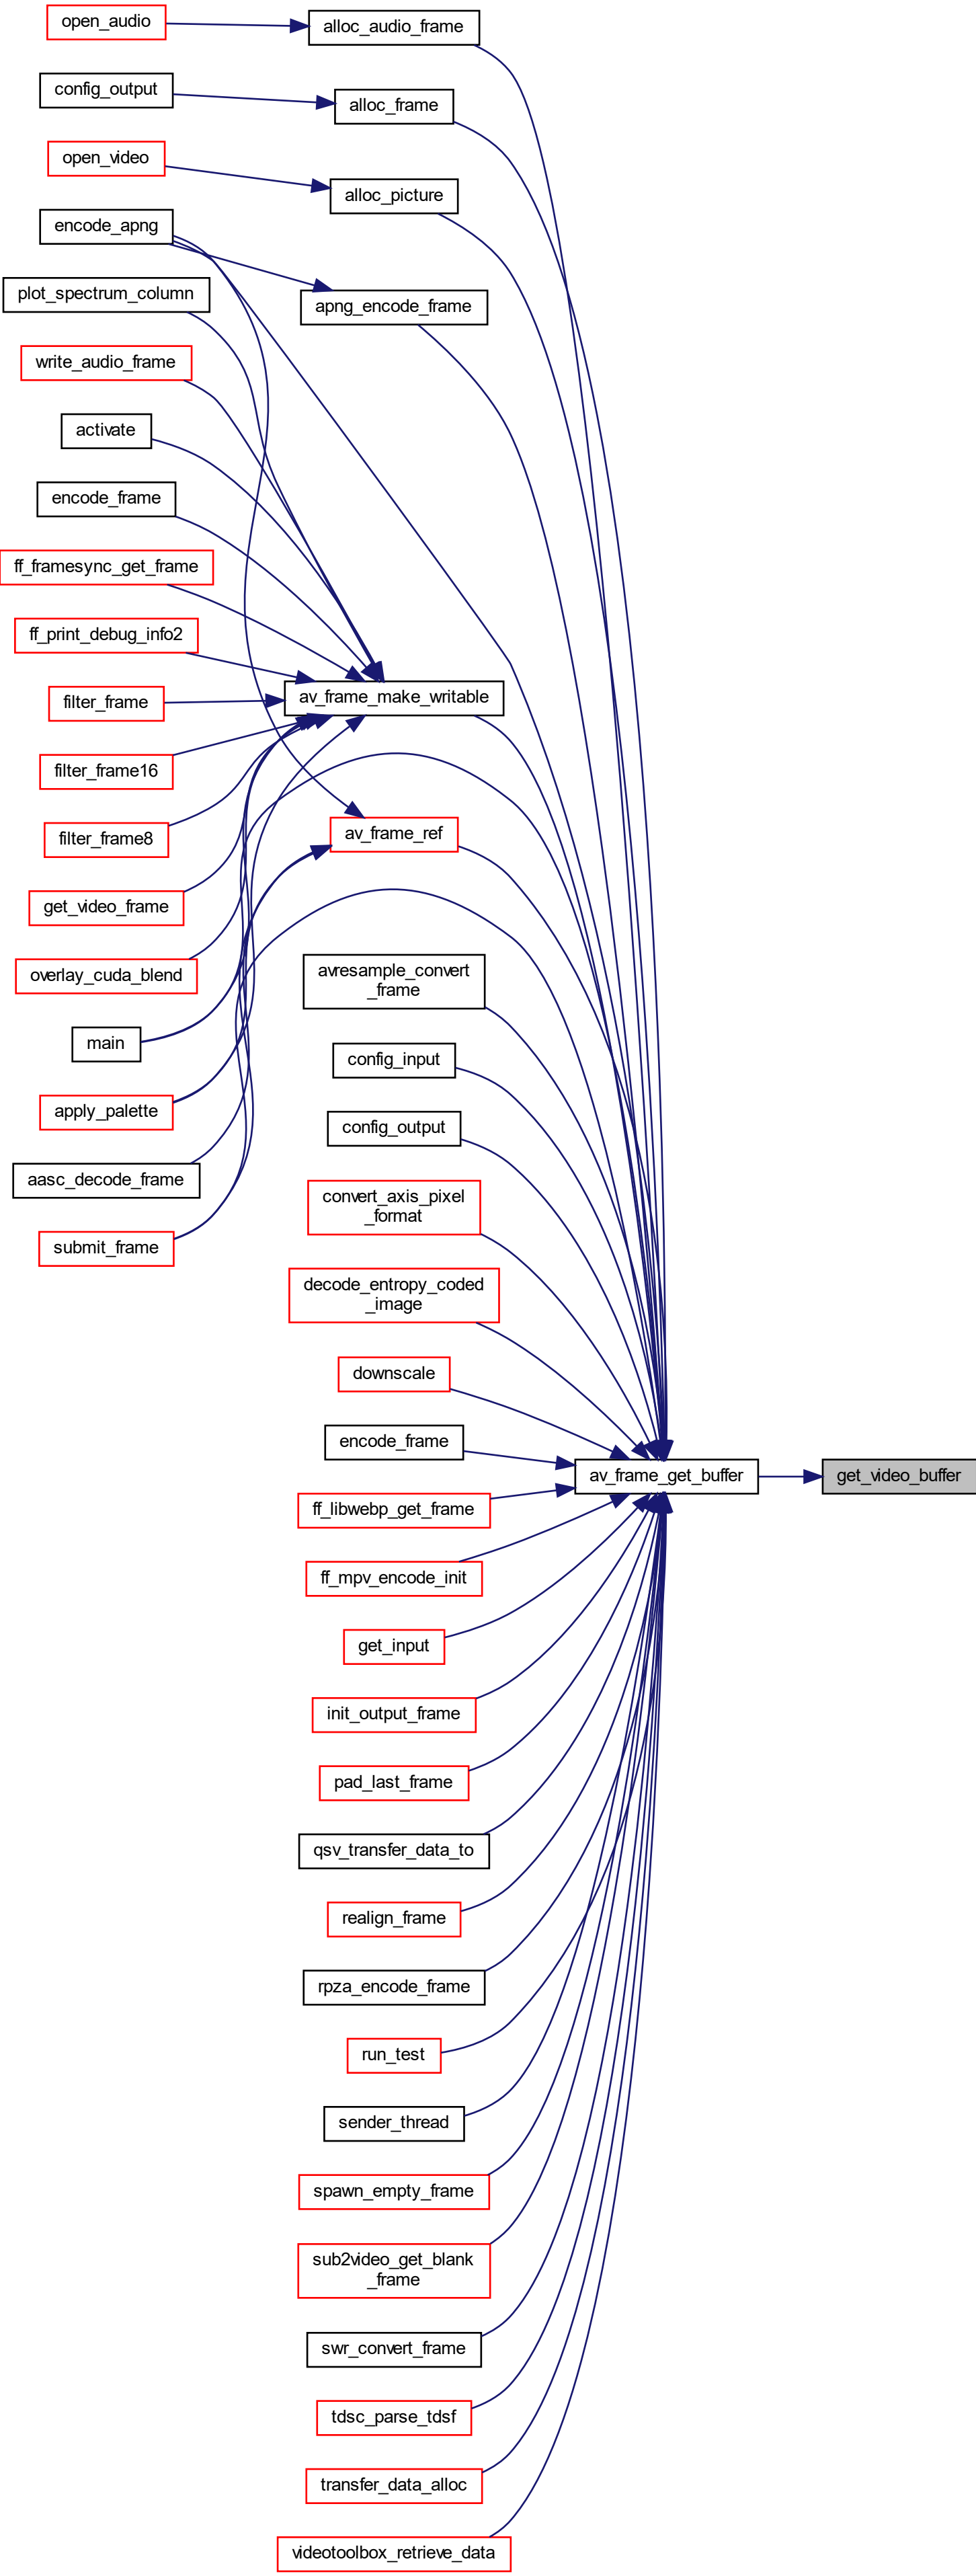 open_audio
alloc_audio_frame
config_output
alloc_frame
open_video
alloc_picture
encode_apng
plot_spectrum_column
apng_encode_frame
write_audio_frame
activate
encode_frame
ff_framesync_get_frame
ff_print_debug_info2
filter_frame
av_frame_make_writable
filter_frame16
filter_frame8
av_frame_ref
get_video_frame
overlay_cuda_blend
avresample_convert
_frame
main
config_input
apply_palette
config_output
aasc_decode_frame
convert_axis_pixel
_format
submit_frame
decode_entropy_coded
_image
downscale
encode_frame
av_frame_get_buffer
get_video_buffer
ff_libwebp_get_frame
ff_mpv_encode_init
get_input
init_output_frame
pad_last_frame
qsv_transfer_data_to
realign_frame
rpza_encode_frame
run_test
sender_thread
spawn_empty_frame
sub2video_get_blank
_frame
swr_convert_frame
tdsc_parse_tdsf
transfer_data_alloc
videotoolbox_retrieve_data